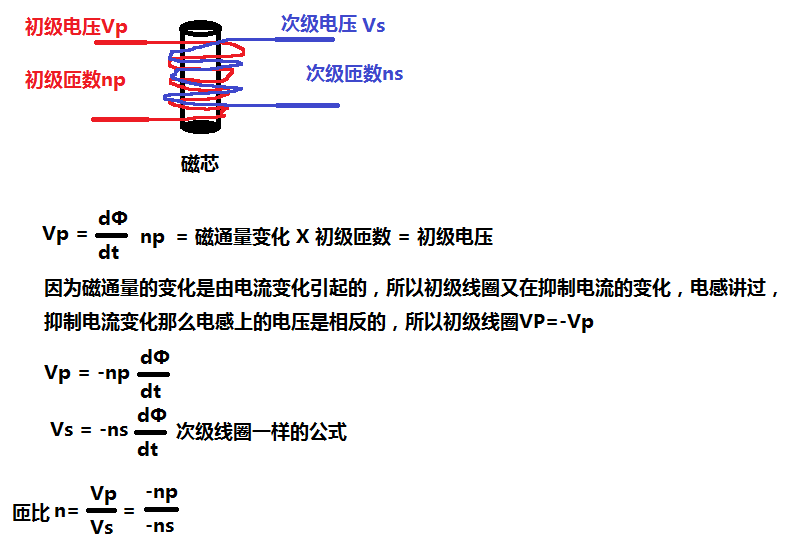 初级电压Vp
次级电压 Vs
初级匝数np
次级匝数ns
磁芯
Vp = dΦ/dt np = 磁通量变化 X 初级匝数 = 初级电压
因为磁通量的变化是由电流变化引起的，所以初级线圈又在抑制电流的变化，电感讲过，
抑制电流变化那么电感上的电压是相反的，所以初级线圈VP=-Vp
Vp = -np dΦ/dt
Vs = -ns dΦ/dt 次级线圈一样的公式
匝比 n= Vp/Vs = -np/-ns